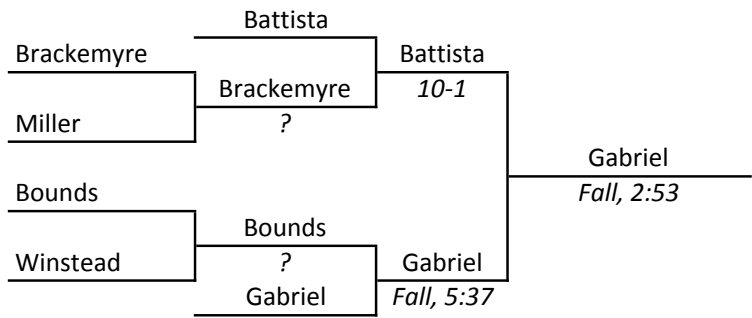 Battista
Brackemyre
Battista
Brackemyre
10-1
?
Miller
Gabriel
Fall, 2:53
Bounds
Bounds
Winstead
?
Gabriel
Gabriel
Fall, 5:37